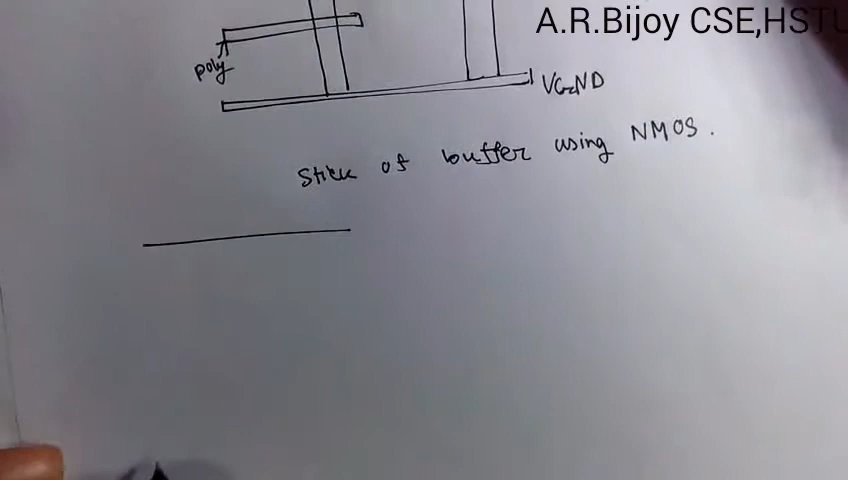 A.R.Bijoy CSE,HSTU
poly
VGND
Stick of buffer using NMOS.